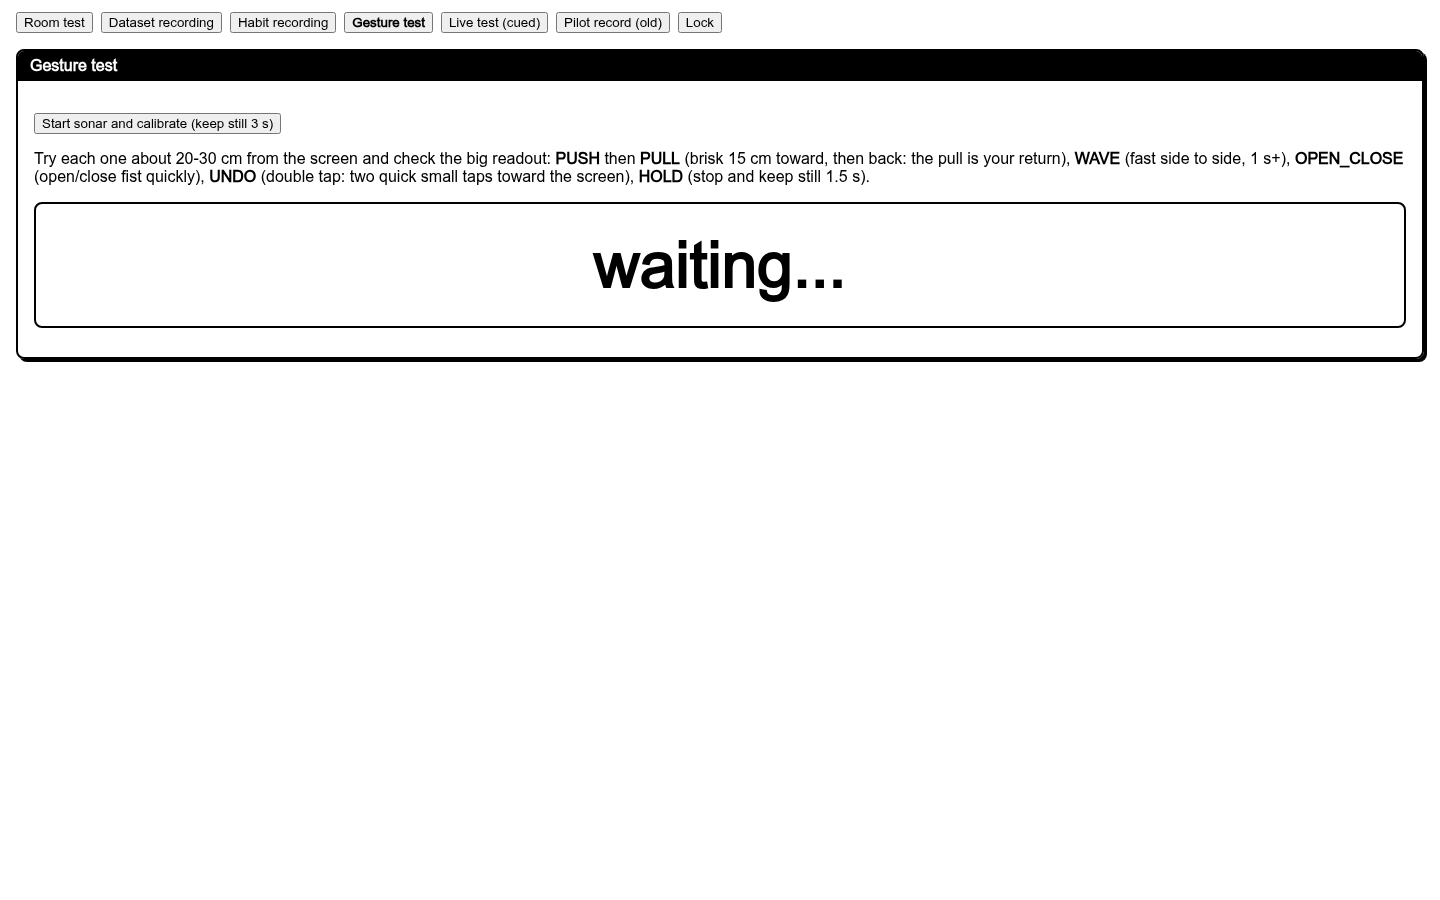 Room test Dataset recording Habit recording Gesture test Live test (cued) Pilot record (old) Lock
Gesture test
Start sonar and calibrate (keep still 3 s)
Try each one about 20-30 cm from the screen and check the big readout: PUSH then PULL (brisk 15 cm toward, then back: the pull is your return), WAVE (fast side to side, 1 s+), OPEN_CLOSE
(open/close fist quickly), UNDO (double tap: two quick small taps toward the screen), HOLD (stop and keep still 1.5 s).
waiting...